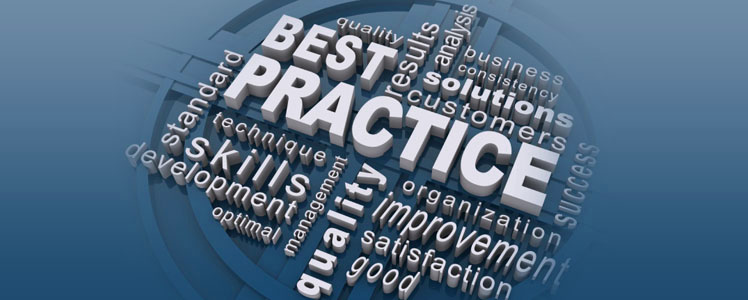 BEST
PRACTICE
quality
results
analysis
business
consistency
solutions
customers
standard
technique
skills
development
optimal
management
quality
organization
improvement
satisfaction
good
success